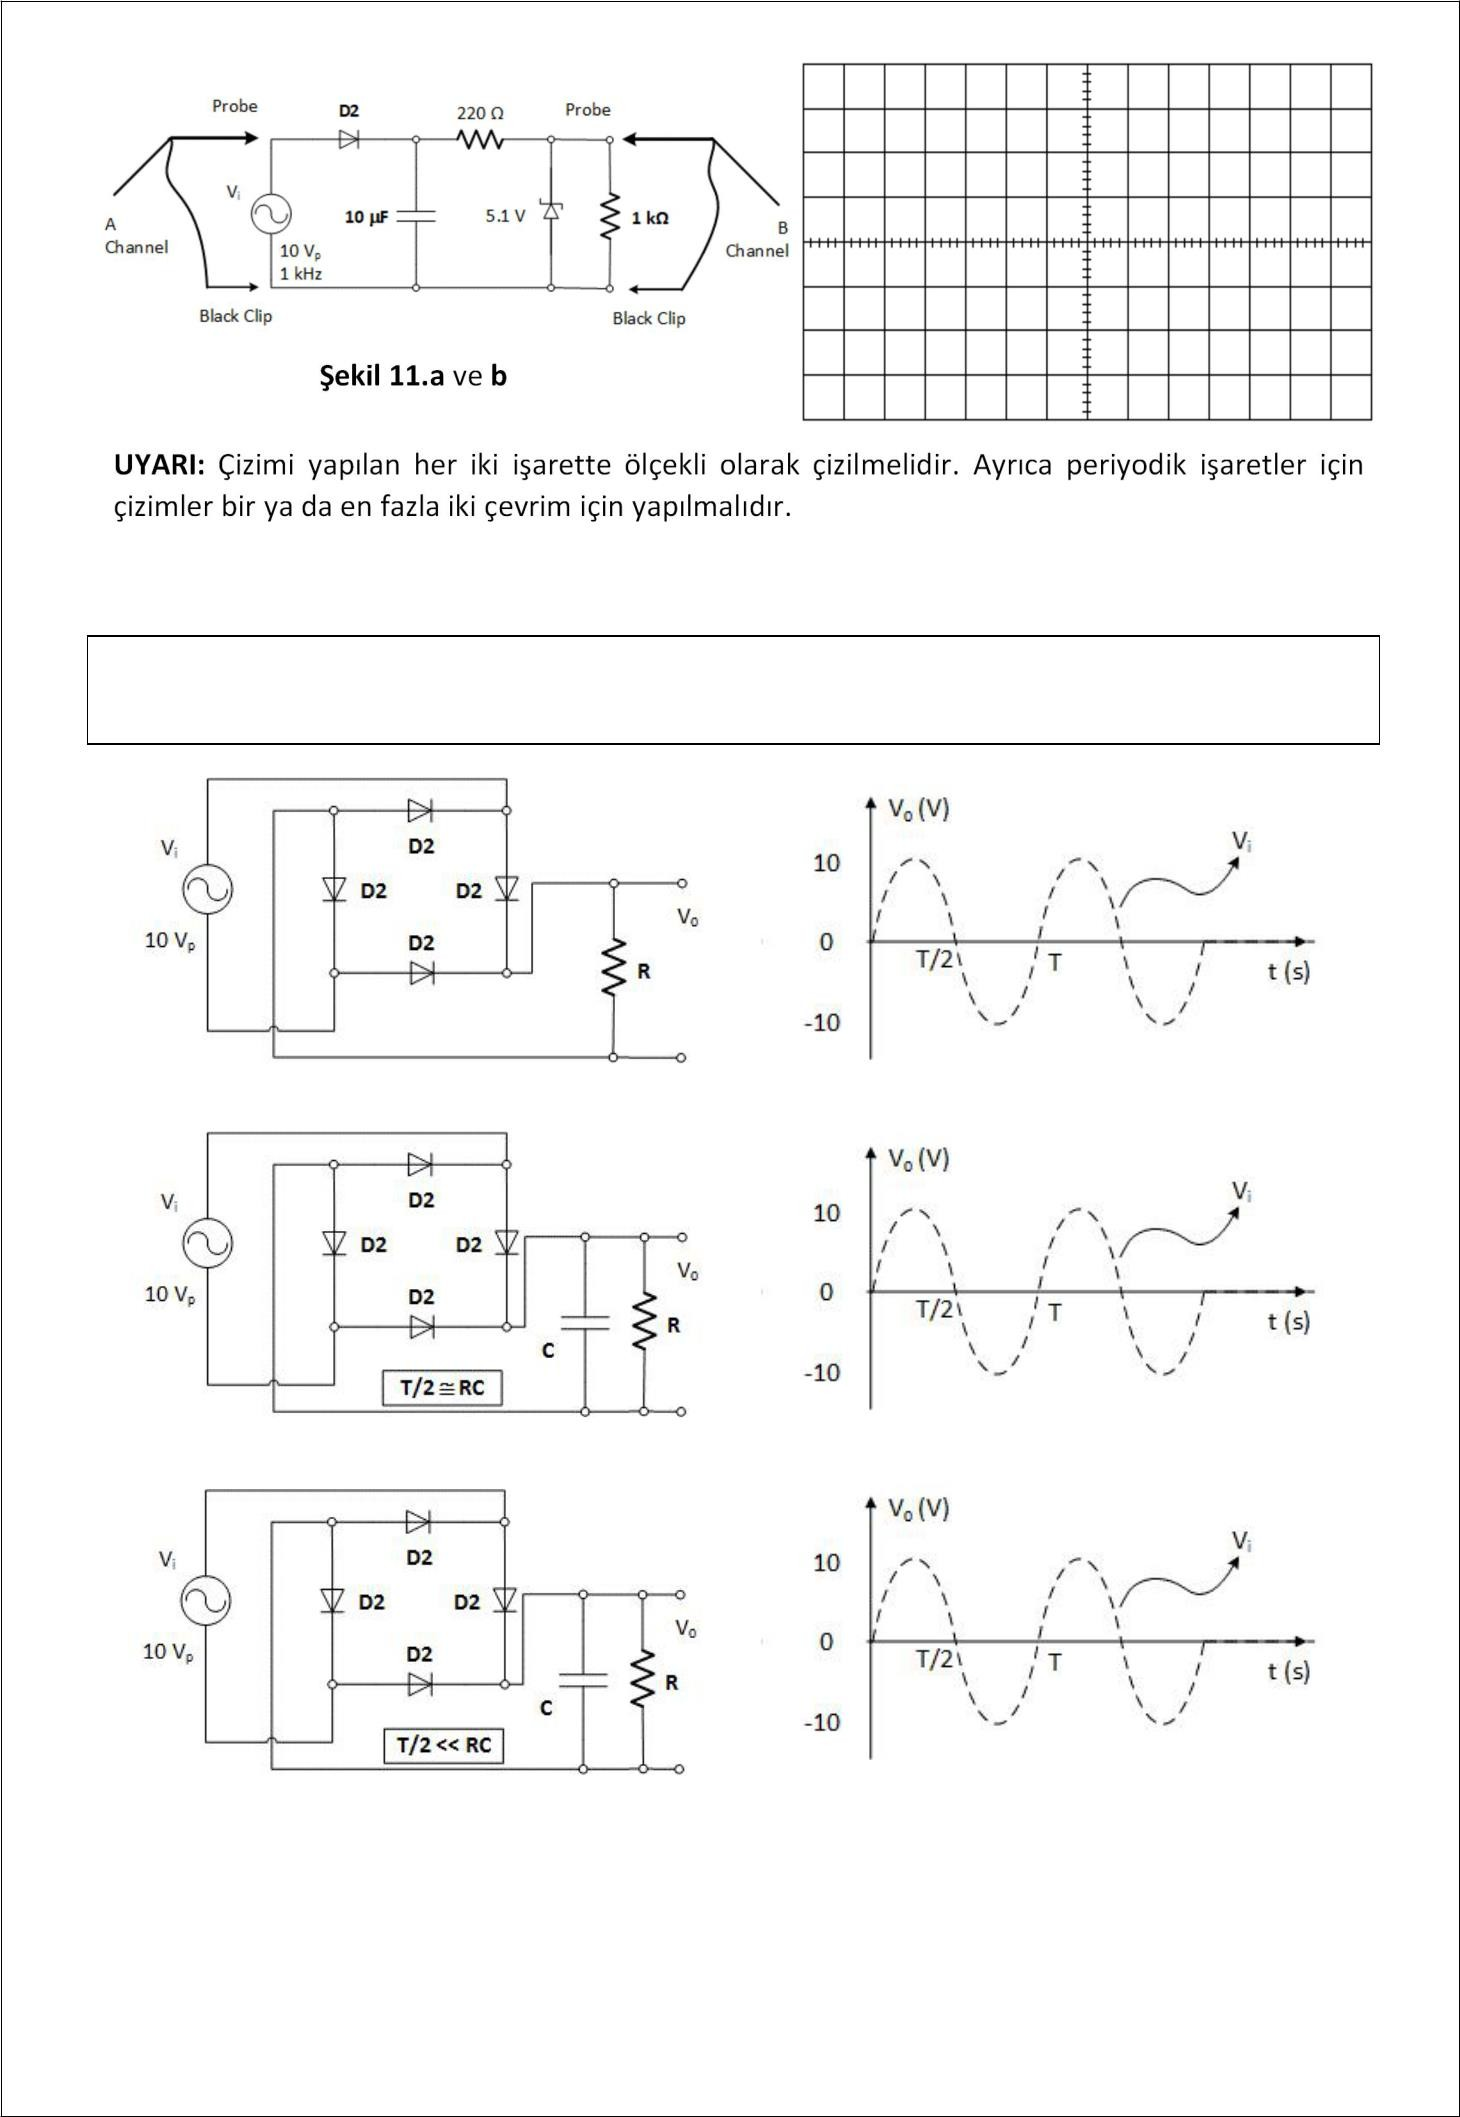 Probe
D2
220 Ω
Probe
Vi
10 µF
5.1 V
1 kΩ
A
Channel
B
Channel
10 Vp
1 kHz
Black Clip
Black Clip
Şekil 11.a ve b
UYARI: Çizimi yapılan her iki işarette ölçekli olarak çizilmelidir. Ayrıca periyodik işaretler için
çizimler bir ya da en fazla iki çevrim için yapılmalıdır.
Vi
10 Vp
D2
D2
D2
D2
R
Vo
Vo (V)
10
0
-10
T/2
T
t (s)
Vi
Vi
10 Vp
D2
D2
D2
D2
C
R
Vo
T/2 ≅ RC
Vo (V)
10
0
-10
T/2
T
t (s)
Vi
Vi
10 Vp
D2
D2
D2
D2
C
R
Vo
T/2 << RC
Vo (V)
10
0
-10
T/2
T
t (s)
Vi